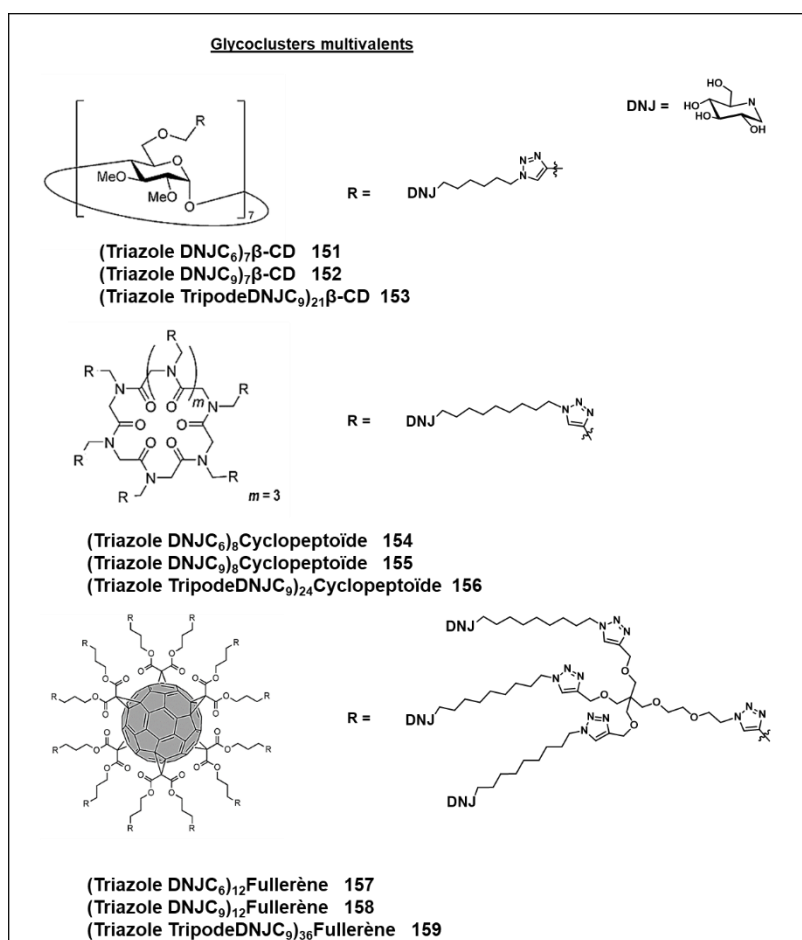 Glycoclusters multivalents
DNJ =
HO
N
HO
HO
OH
R
O
O
MeO
MeO
O
7
R =
DNJ
N
N
N
(Triazole DNJC6)7β-CD 151
(Triazole DNJC9)7β-CD 152
(Triazole TripodeDNJC9)21β-CD 153
R
R
R
N
N
N
m
O
O
O
R
N
O
O
N
R
O
O
R
N
N
N
R
R
m = 3
R =
DNJ
N
N
N
(Triazole DNJC6)8Cyclopeptoïde 154
(Triazole DNJC9)8Cyclopeptoïde 155
(Triazole TripodeDNJC9)24Cyclopeptoïde 156
R R R R
R R
R R
R R R R
R =
DNJ
N N N
O
DNJ
N N N
O
O
O
N N N
O
N N N
DNJ
(Triazole DNJC6)12Fullerène 157
(Triazole DNJC9)12Fullerène 158
(Triazole TripodeDNJC9)36Fullerène 159